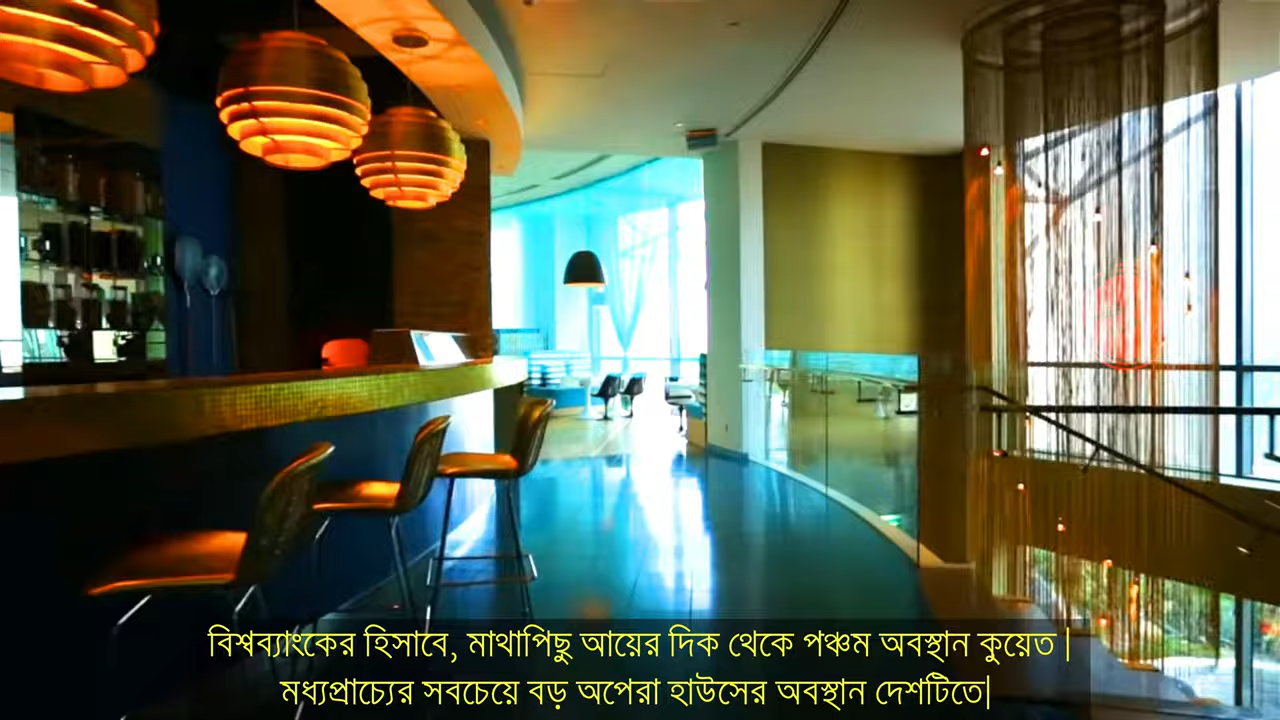 বিশ্বব্যাংকের হিসাবে, মাথাপিছু আয়ের দিক থেকে পঞ্চম অবস্থান কুয়েত |
মধ্যপ্রাচ্যের সবচেয়ে বড় অপেরা হাউসের অবস্থান দেশটিতে|